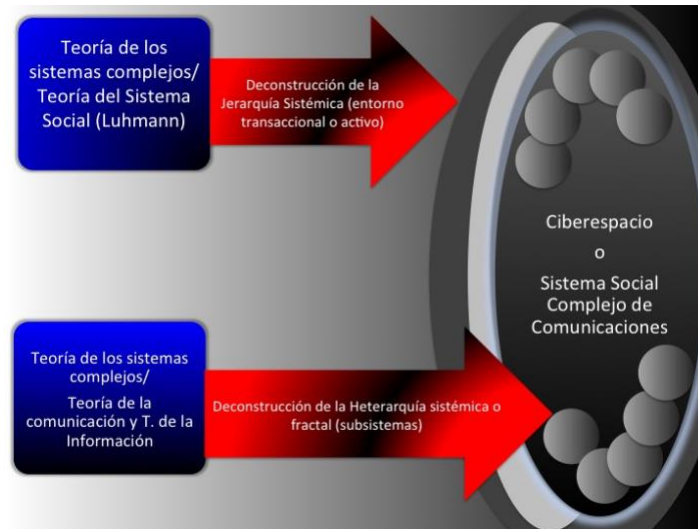 Teoría de los
sistemas complejos/
Teoría del Sistema
Social (Luhmann)
Deconstrucción de la
Jerarquía Sistémica (entorno
transaccional o activo)
Ciberespacio
o
Sistema Social
Complejo de
Comunicaciones
Teoría de los sistemas
complejos/
Teoría de la
comunicación y T. de la
Información
Deconstrucción de la Heterarquía sistémica o
fractal (subsistemas)